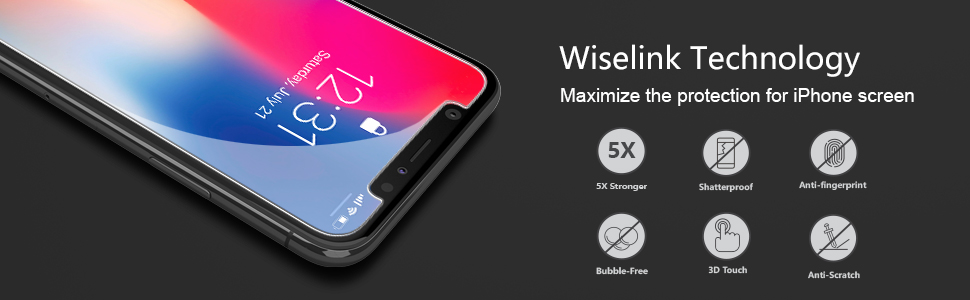 Saturday, July 21
12:31
Wiselink Technology
Maximize the protection for iPhone screen
5X
5X Stronger
Shatterproof
Anti-fingerprint
Bubble-Free
3D Touch
Anti-Scratch